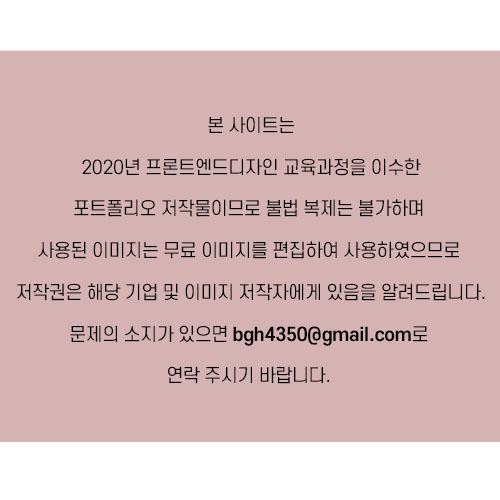 본 사이트는
2020년 프론트엔드디자인 교육과정을 이수한
포트폴리오 저작물이므로 불법 복제는 불가하며
사용된 이미지는 무료 이미지를 편집하여 사용하였으므로
저작권은 해당 기업 및 이미지 저작자에게 있음을 알려드립니다.
문제의 소지가 있으면 bgh4350@gmail.com로
연락 주시기 바랍니다.